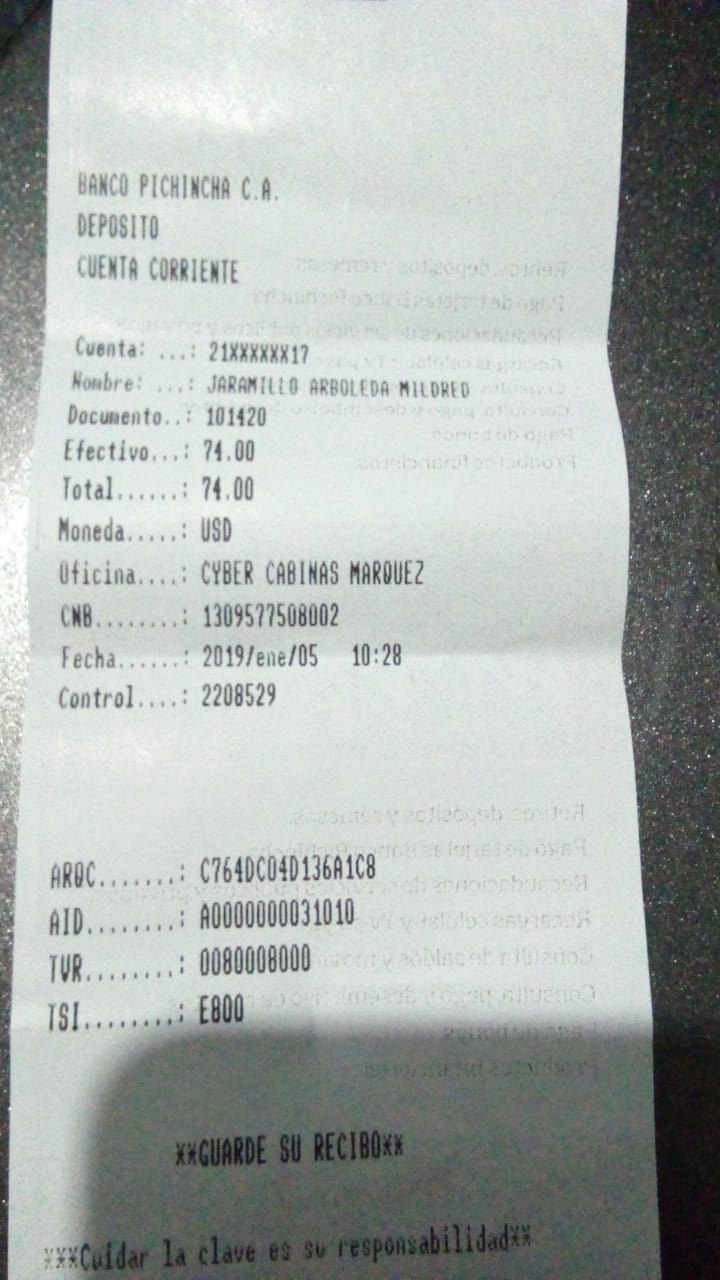 BANCO PICHINCHA C.A.
DEPOSITO
CUENTA CORRIENTE
Cuenta: ...: 21XXXXXX17
Nombre: ...: JARAMILLO ARBOLEDA MILDRED
Documento..: 101420
Efectivo...: 74.00
Total......: 74.00
Moneda.....: USD
Oficina....: CYBER CABINAS MARQUEZ
CNB........: 1309577508002
Fecha......: 2019/ene/05 10:28
Control....: 2208529
ARQC.......: C764DC04D136A1C8
AID........: A0000000031010
TVR........: 0080008000
TSI........: E800
**GUARDE SU RECIBO**
***Cuidar la clave es su responsabilidad**